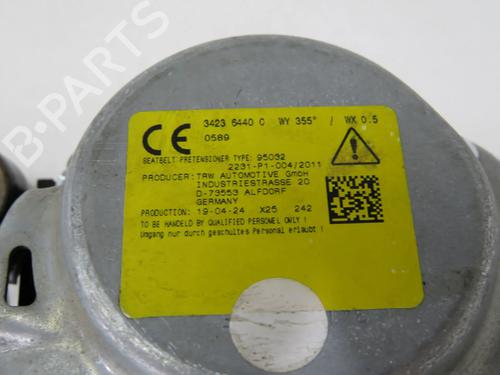 3423 6440 C WY 355° / WX 0.5
CE 0589
SEATBELT PRETENSIONER TYPE: 95032
2231-P1-004/2011
PRODUCER: TRW AUTOMOTIVE GmbH
INDUSTRIESTRASSE 20
D-73553 ALFDORF
GERMANY
PRODUCTION: 19-04-24 X25 242
TO BE HANDELD BY QUALIFIED PERSONEL ONLY !
Umgang nur durch geschultes Personal erlaubt !
B-PARTS